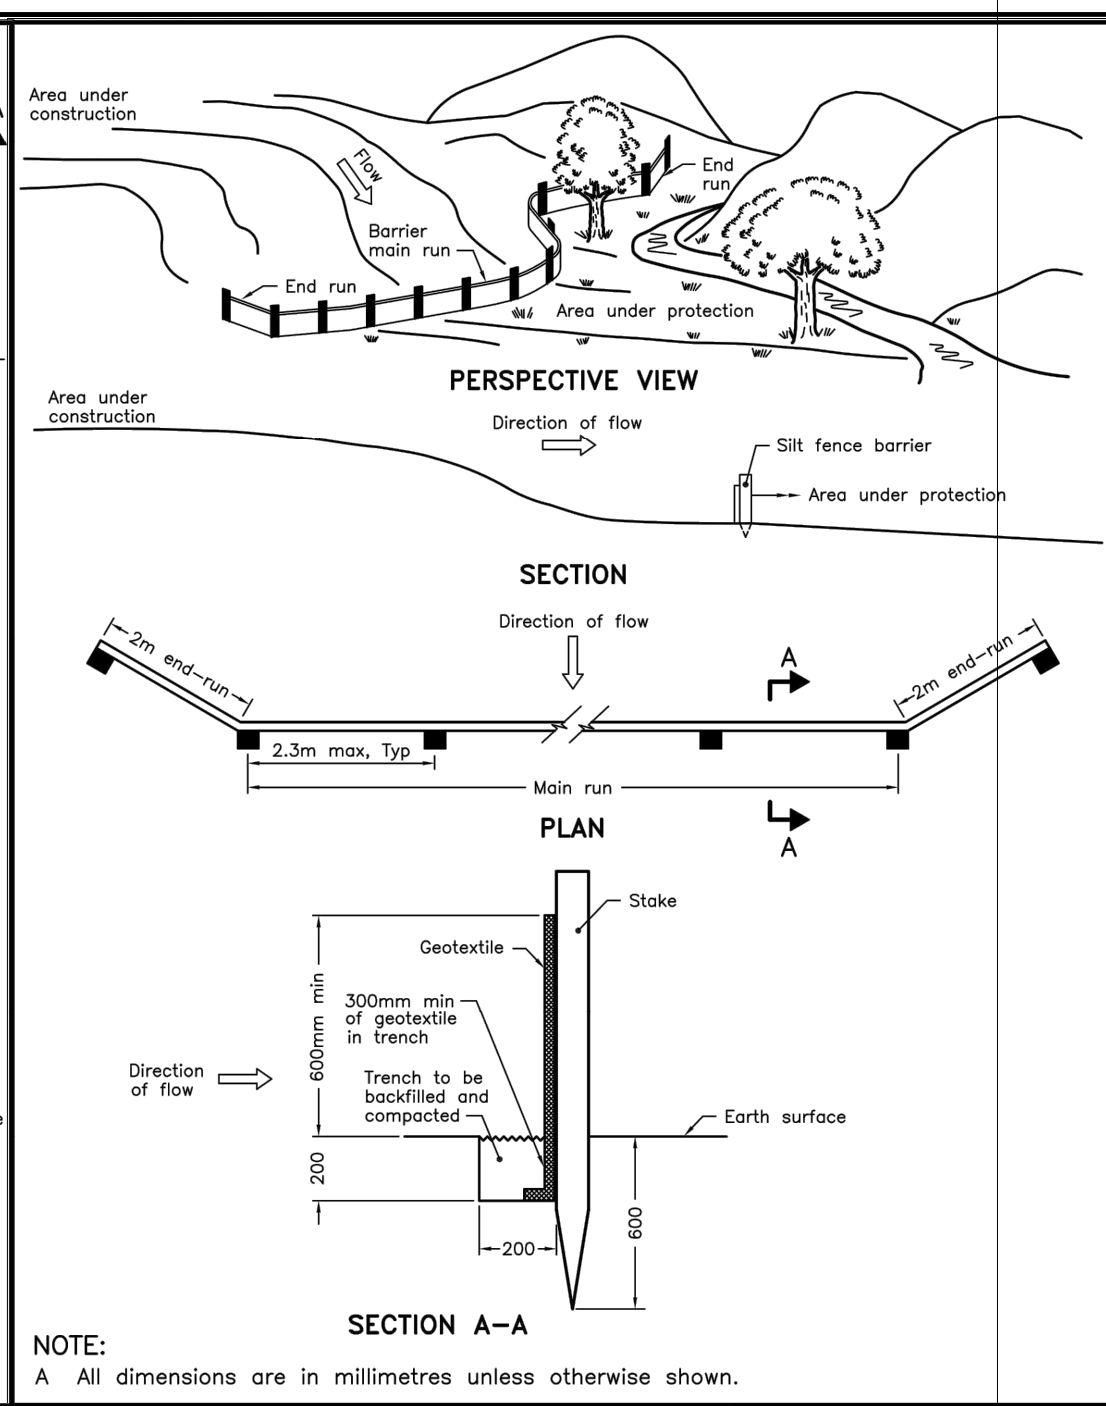 Area under
construction
Flow
End
run
Barrier
main run
End run
Area under protection
PERSPECTIVE VIEW
Area under
construction
Direction of flow
Silt fence barrier
Area under protection
SECTION
Direction of flow
2m end-run
2m end-run
A
2.3m max, Typ
Main run
A
PLAN
Stake
Geotextile
600mm min
300mm min
of geotextile
in trench
Direction
of flow
Trench to be
backfilled and
compacted
Earth surface
200
200
600
SECTION A-A
NOTE:
A All dimensions are in millimetres unless otherwise shown.